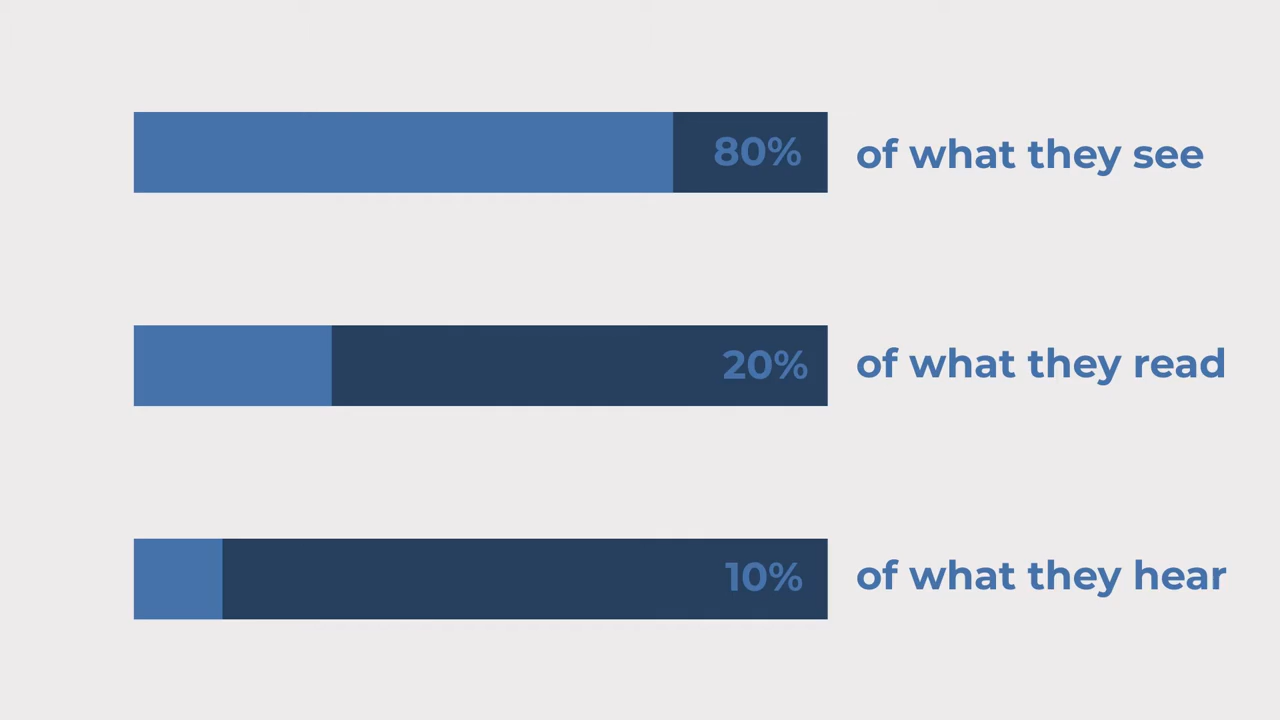 80% of what they see
20% of what they read
10% of what they hear